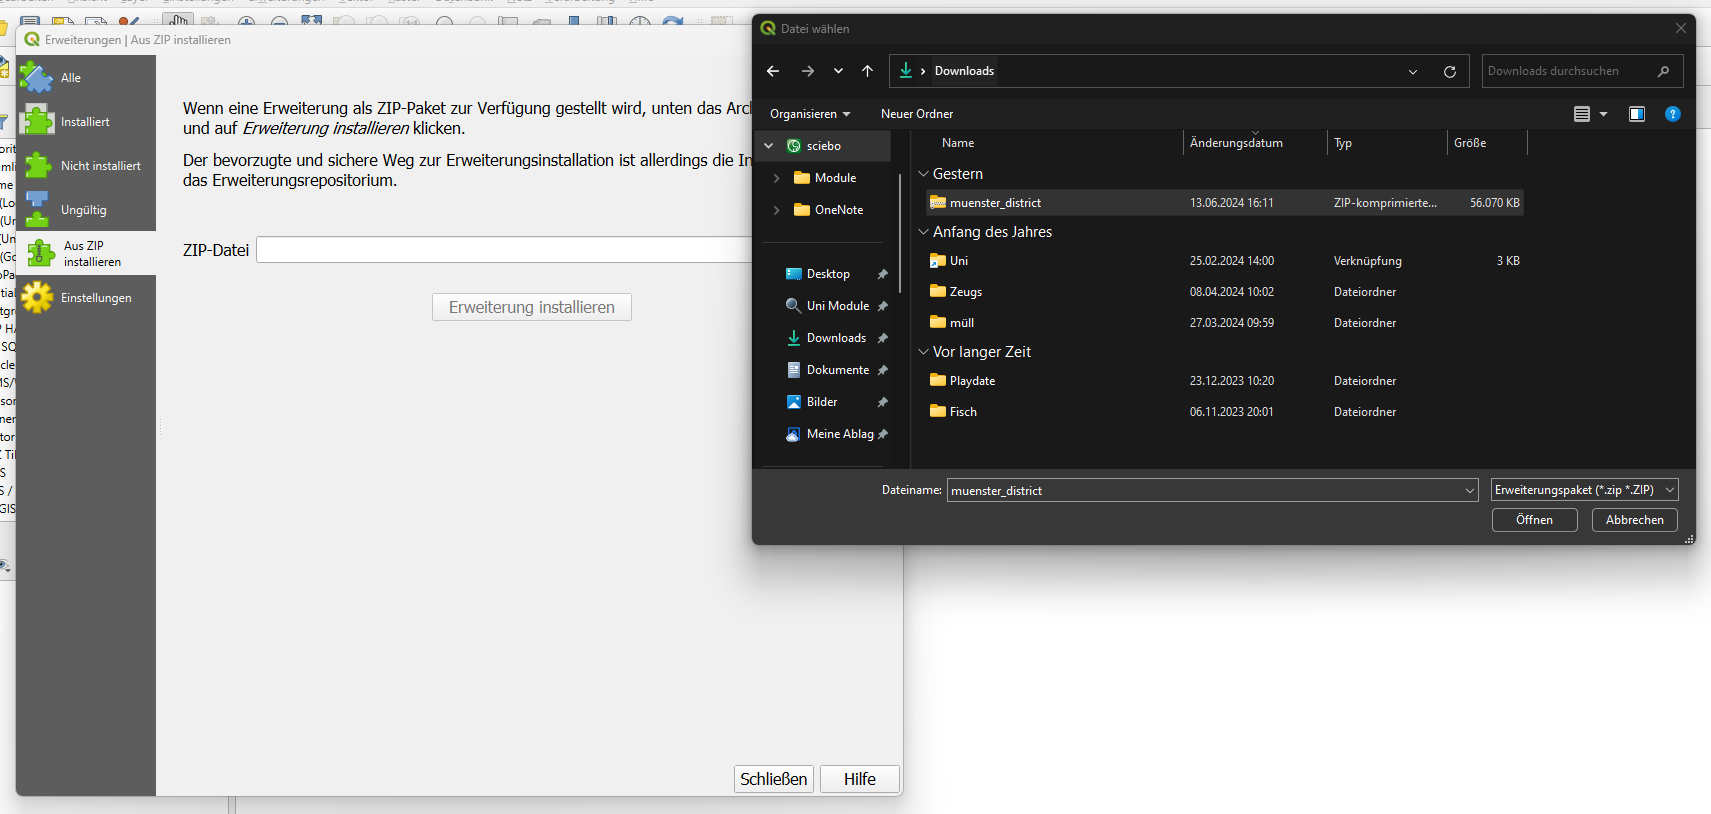 Erweiterungen | Aus ZIP installieren
Alle
Installiert
Nicht installiert
Ungültig
Aus ZIP
installieren
Einstellungen
Wenn eine Erweiterung als ZIP-Paket zur Verfügung gestellt wird, unten das
und auf Erweiterung installieren klicken.
Der bevorzugte und sichere Weg zur Erweiterungsinstallation ist allerdings die
das Erweiterungsrepositorium.
ZIP-Datei
Erweiterung installieren
Schließen
Hilfe
Datei wählen
Downloads
Downloads durchsuchen
Organisieren
Neuer Ordner
sciebo
Module
OneNote
Desktop
Uni Module
Downloads
Dokumente
Bilder
Meine Ablag
Name Änderungsdatum Typ Größe
Gestern
muenster_district 13.06.2024 16:11 ZIP-komprimierte... 56.070 KB
Anfang des Jahres
Uni 25.02.2024 14:00 Verknüpfung 3 KB
Zeugs 08.04.2024 10:02 Dateiordner
müll 27.03.2024 09:59 Dateiordner
Vor langer Zeit
Playdate 23.12.2023 10:20 Dateiordner
Fisch 06.11.2023 20:01 Dateiordner
Dateiname: muenster_district
Erweiterungspaket (*.zip *.ZIP)
Öffnen
Abbrechen